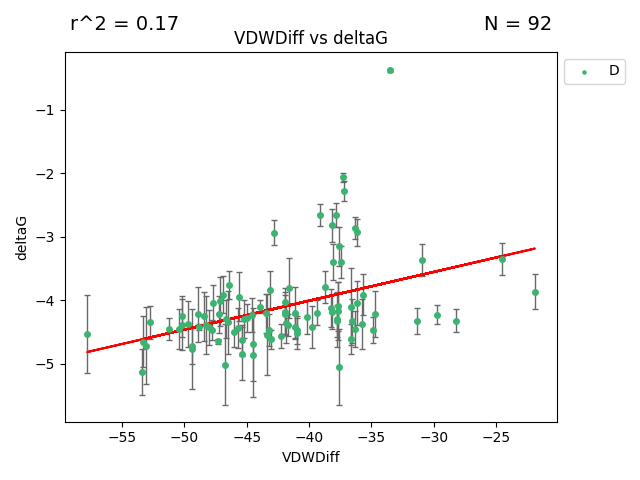 r^2 = 0.17 N = 92
VDWDiff vs deltaG
D
−1
−2
−3
−4
−5
deltaG
−55 −50 −45 −40 −35 −30 −25
VDWDiff